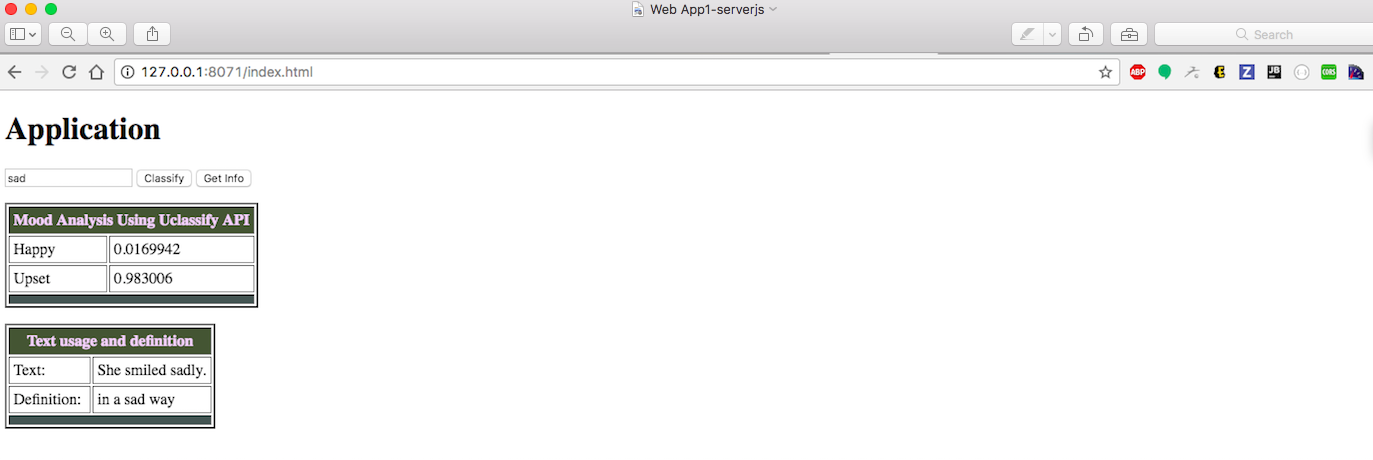 Web App1-serverjs
Search
127.0.0.1:8071/index.html
ABP Z JB CORS
Application
sad Classify Get Info
Mood Analysis Using Uclassify API
Happy 0.0169942
Upset 0.983006
Text usage and definition
Text: She smiled sadly.
Definition: in a sad way